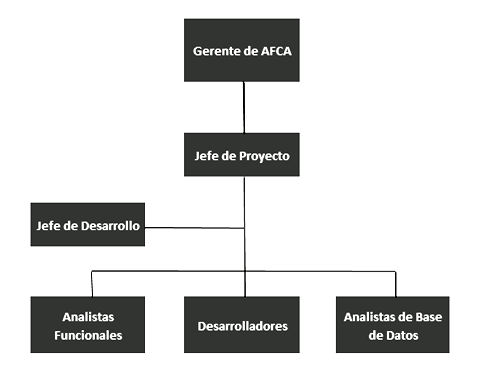 Gerente de AFCA
Jefe de Proyecto
Jefe de Desarrollo
Analistas
Funcionales
Desarrolladores
Analistas de Base
de Datos